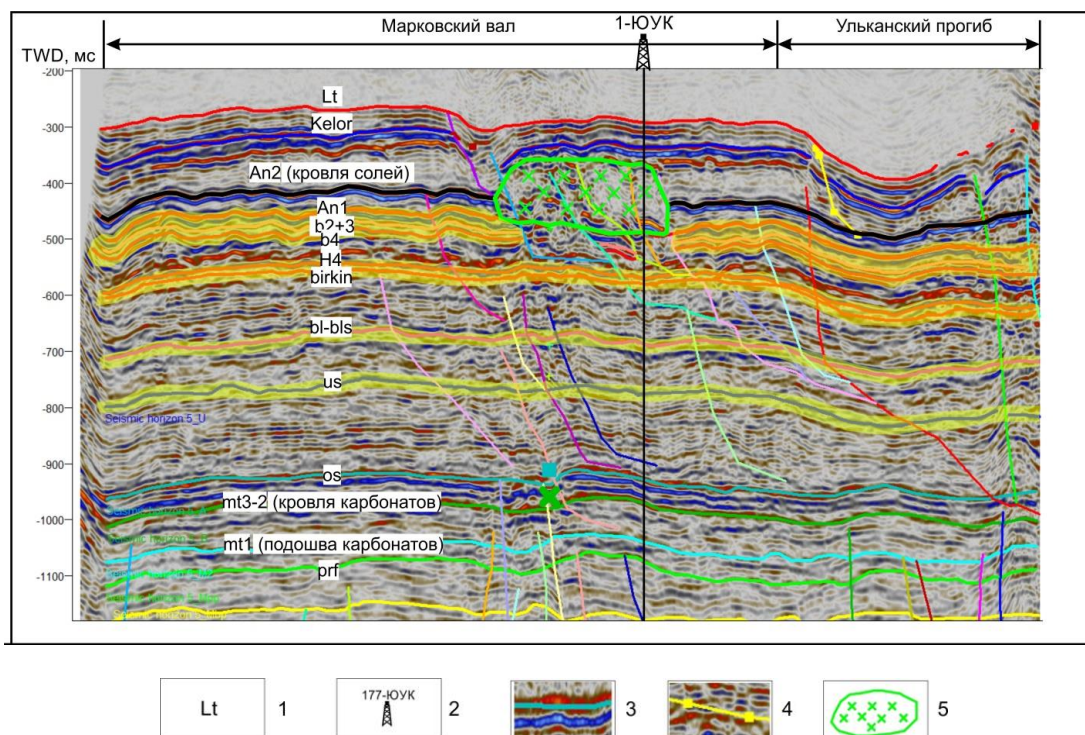 Марковский вал
1-ЮУК
Ульканский прогиб
TWD, мс
-200
-300
-400
-500
-600
-700
-800
-900
-1000
-1100
Lt
Kelor
An2 (кровля солей)
An1
b2+3
b4
H4
birkin
bl-bls
us
Seismic horizon 5_U
os
mt3-2 (кровля карбонатов)
mt1 (подошва карбонатов)
prf
Lt 1
177-ЮУК 2
3
4
5